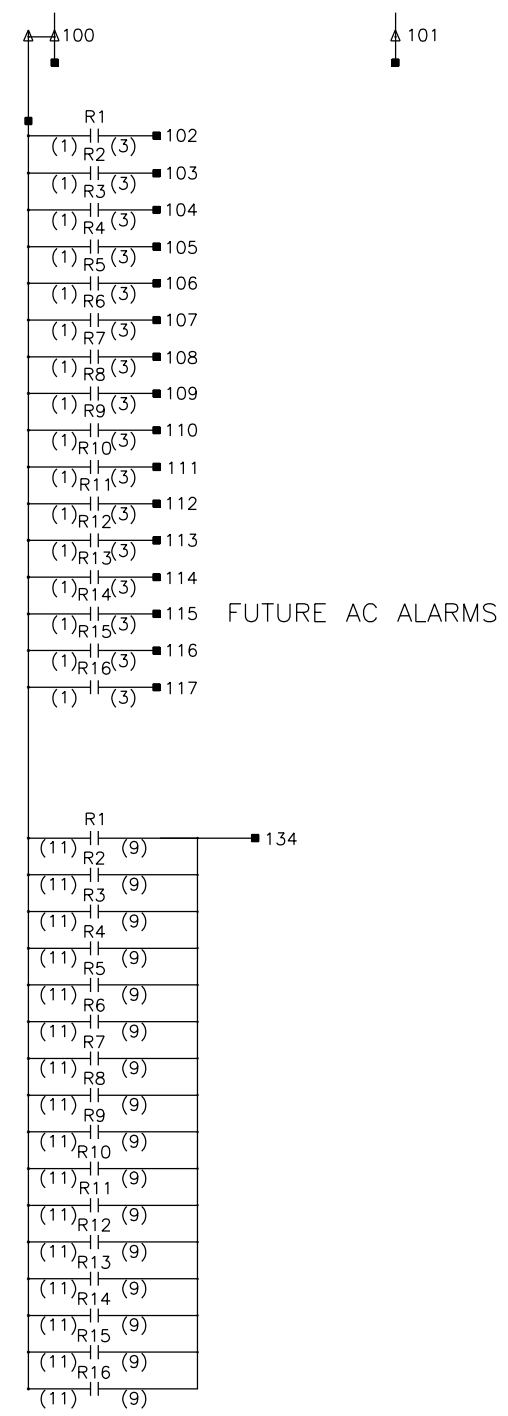 100 101
R1
(1) (3) 102
R2
(1) (3) 103
R3
(1) (3) 104
R4
(1) (3) 105
R5
(1) (3) 106
R6
(1) (3) 107
R7
(1) (3) 108
R8
(1) (3) 109
R9
(1) (3) 110
R10
(1) (3) 111
R11
(1) (3) 112
R12
(1) (3) 113
R13
(1) (3) 114
R14
(1) (3) 115 FUTURE AC ALARMS
R15
(1) (3) 116
R16
(1) (3) 117
R1
(11) (9) 134
R2
(11) (9)
R3
(11) (9)
R4
(11) (9)
R5
(11) (9)
R6
(11) (9)
R7
(11) (9)
R8
(11) (9)
R9
(11) (9)
R10
(11) (9)
R11
(11) (9)
R12
(11) (9)
R13
(11) (9)
R14
(11) (9)
R15
(11) (9)
R16
(11) (9)